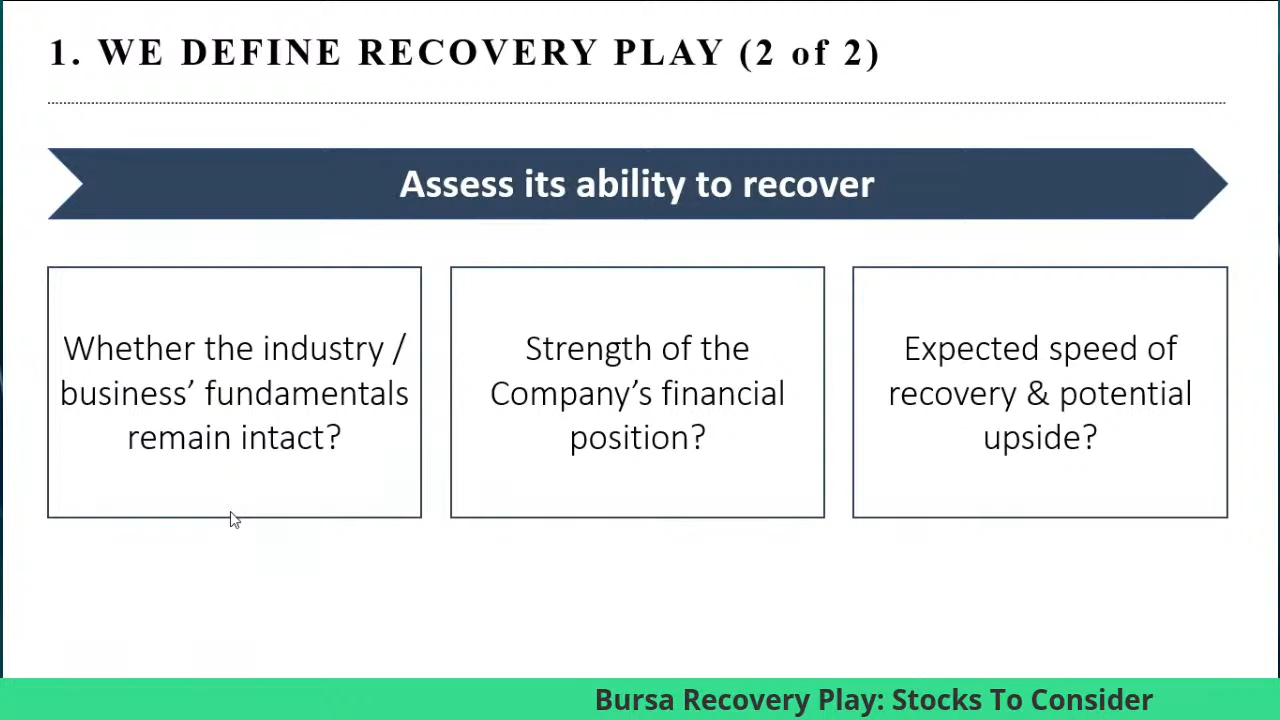 1. WE DEFINE RECOVERY PLAY (2 of 2)
Assess its ability to recover
Whether the industry /
business’ fundamentals
remain intact?
Strength of the
Company’s financial
position?
Expected speed of
recovery & potential
upside?
Bursa Recovery Play: Stocks To Consider